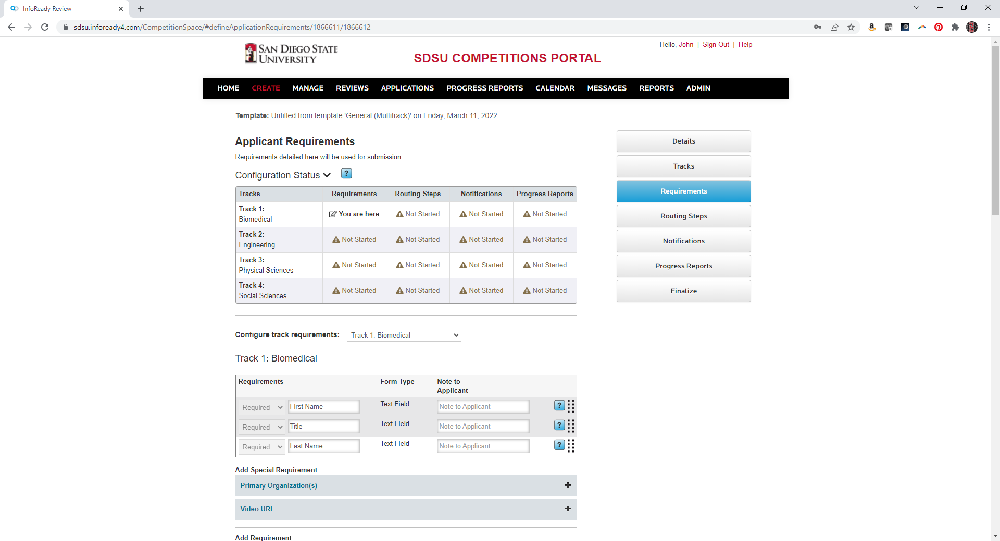 InfoReady Review
sdsu.infoready4.com/CompetitionSpace/#defineApplicationRequirements/1866611/1866612
SAN DIEGO STATE
UNIVERSITY
SDSU COMPETITIONS PORTAL
Hello, John | Sign Out | Help
HOME CREATE MANAGE REVIEWS APPLICATIONS PROGRESS REPORTS CALENDAR MESSAGES REPORTS ADMIN
Template: Untitled from template 'General (Multitrack)' on Friday, March 11, 2022
Applicant Requirements
Requirements detailed here will be used for submission.
Configuration Status ?
Tracks Requirements Routing Steps Notifications Progress Reports
Track 1:
Biomedical You are here Not Started Not Started Not Started
Track 2:
Engineering Not Started Not Started Not Started Not Started
Track 3:
Physical Sciences Not Started Not Started Not Started Not Started
Track 4:
Social Sciences Not Started Not Started Not Started Not Started
Configure track requirements: Track 1: Biomedical
Track 1: Biomedical
Requirements Form Type Note to
Applicant
Required First Name Text Field Note to Applicant ?
Required Title Text Field Note to Applicant ?
Required Last Name Text Field Note to Applicant ?
Add Special Requirement
Primary Organization(s) +
Video URL +
Add Requirement
Details
Tracks
Requirements
Routing Steps
Notifications
Progress Reports
Finalize